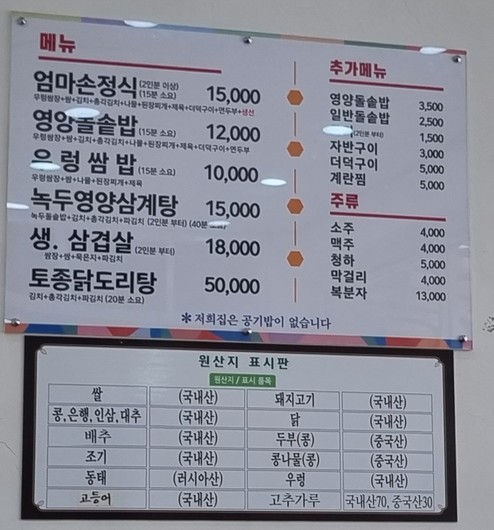 메뉴
엄마손정식 (2인분 이상) (15분 소요) 15,000
우렁쌈장+쌈+김치+총각김치+나물+된장찌개+제육+더덕구이+연두부+생선
영양돌솥밥 (15분 소요) 12,000
우렁쌈장+쌈+김치+총각김치+나물+된장찌개+제육+더덕구이+연두부
우 렁 쌈 밥 (15분 소요) 10,000
쌈장+쌈+나물+된장찌개+제육
녹두영양삼계탕 15,000
녹두돌솥밥+김치+총각김치+파김치 (2인분 부터) (40분
생. 삼겹살 (2인분 부터) 18,000
쌈장+쌈+묵은지+파김치
토종닭도리탕 50,000
김치+총각김치+파김치 (20분 소요)
추가메뉴
영양돌솥밥 3,500
일반돌솥밥 2,500
(2인분 부터) 1,500
자반구이 3,000
더덕구이 5,000
계란찜 5,000
주류
소주 4,000
맥주 4,000
청하 5,000
막걸리 4,000
복분자 13,000
* 저희집은 공기밥이 없습니다
원산지 표시판
원산지 / 표시 품목
쌀 (국내산) 돼지고기 (국내산)
콩,은행,인삼,대추 (국내산) 닭 (국내산)
배추 (국내산) 두부(콩) (중국산)
조기 (국내산) 콩나물(콩) (중국산)
동태 (러시아산) 우렁 (국내산)
고등어 (국내산) 고추가루 국내산70, 중국산30